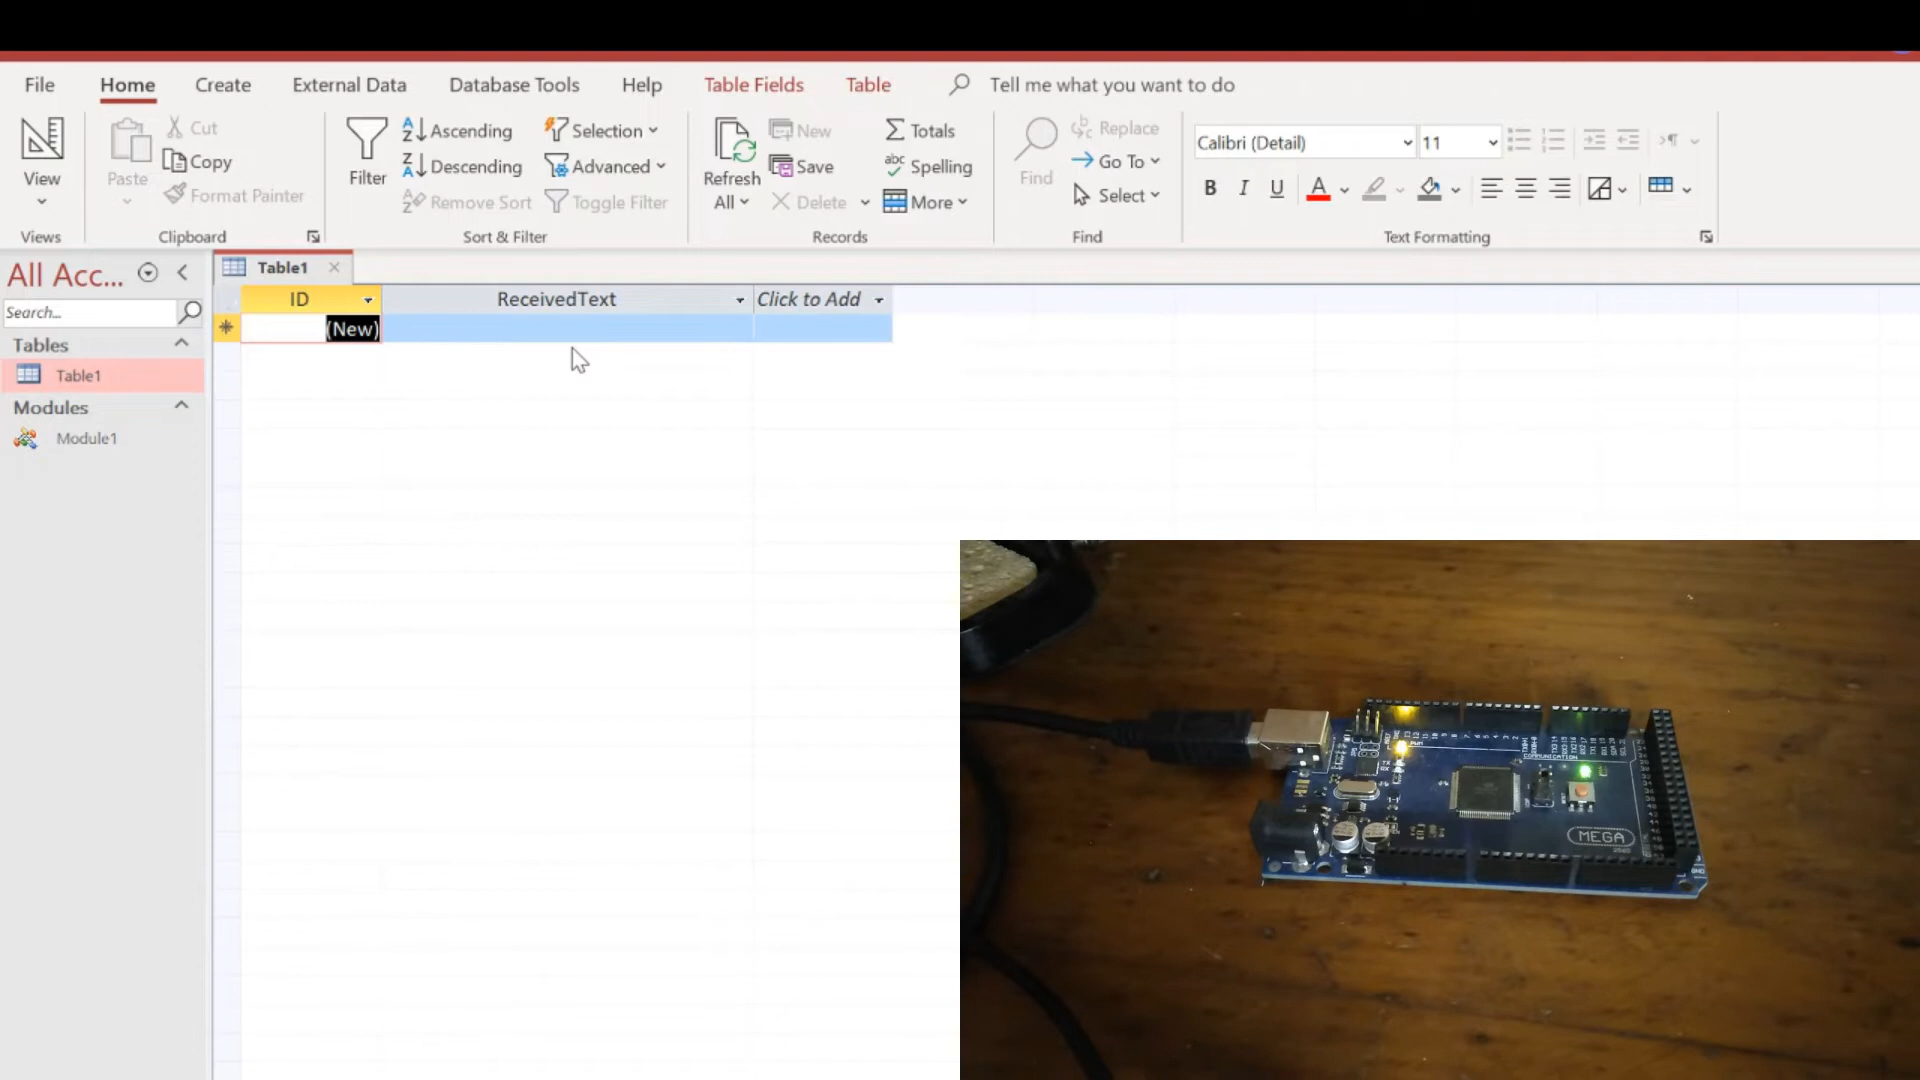 File Home Create External Data Database Tools Help Table Fields Table Tell me what you want to do
View
Views
Paste
Cut
Copy
Format Painter
Clipboard
Filter
Ascending
Descending
Remove Sort
Selection
Advanced
Toggle Filter
Sort & Filter
Refresh
All
New
Save
Delete
Totals
Spelling
More
Records
Find
Replace
Go To
Select
Find
Calibri (Detail) 11
B I U A
Text Formatting
All Acc...
Search...
Tables
Table1
Modules
Module1
Table1
ID ReceivedText Click to Add
(New)
MEGA
COMMUNICATION
PWM